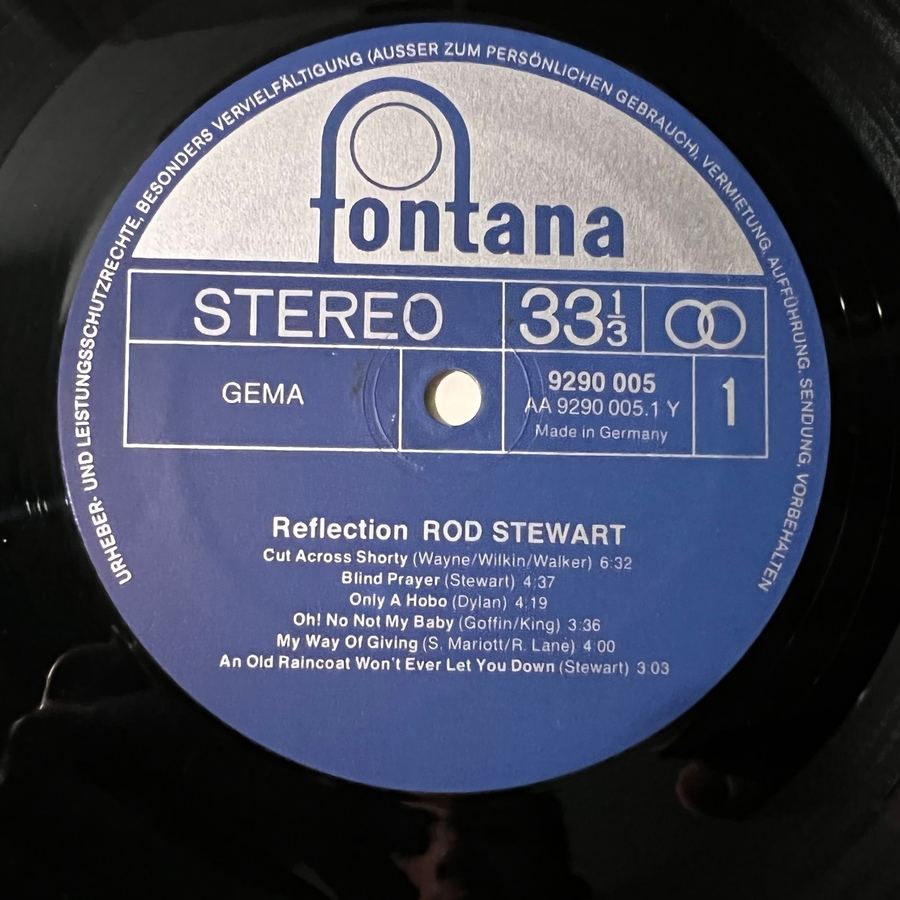 URHEBER- UND LEISTUNGSSCHUTZRECHTE, BESONDERS VERVIELFÄLTIGUNG (AUSSER ZUM PERSÖNLICHEN GEBRAUCH), VERMIETUNG, AUFFÜHRUNG, SENDUNG, VORBEHALTEN
fontana
STEREO 33 1/3
GEMA
9290 005
AA 9290 005.1 Y
Made in Germany
1
Reflection ROD STEWART
Cut Across Shorty (Wayne/Wilkin/Walker) 6:32
Blind Prayer (Stewart) 4:37
Only A Hobo (Dylan) 4:19
Oh! No Not My Baby (Goffin/King) 3:36
My Way Of Giving (S. Mariott/R. Lane) 4:00
An Old Raincoat Won't Ever Let You Down (Stewart) 3:03